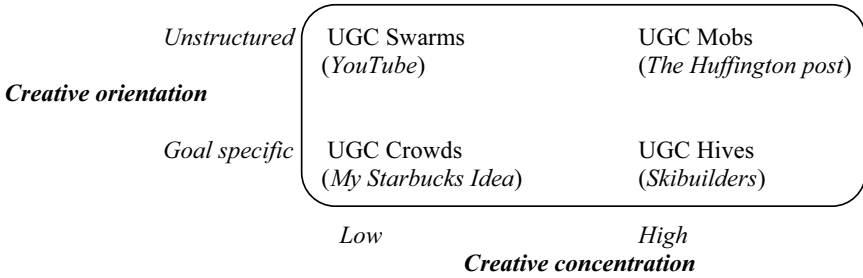 Unstructured UGC Swarms UGC Mobs
(YouTube) (The Huffington post)
Creative orientation
Goal specific UGC Crowds UGC Hives
(My Starbucks Idea) (Skibuilders)
Low High
Creative concentration